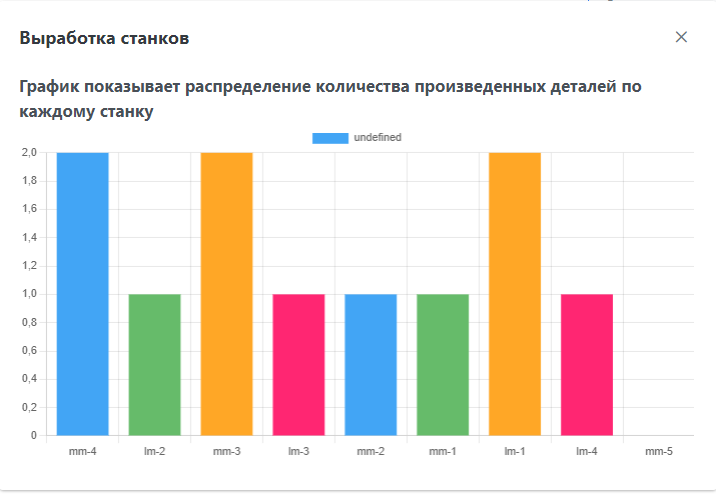 Выработка станков
График показывает распределение количества произведенных деталей по
каждому станку
undefined
2,0
1,8
1,6
1,4
1,2
1,0
0,8
0,6
0,4
0,2
0
mm-4 lm-2 mm-3 lm-3 mm-2 mm-1 lm-1 lm-4 mm-5